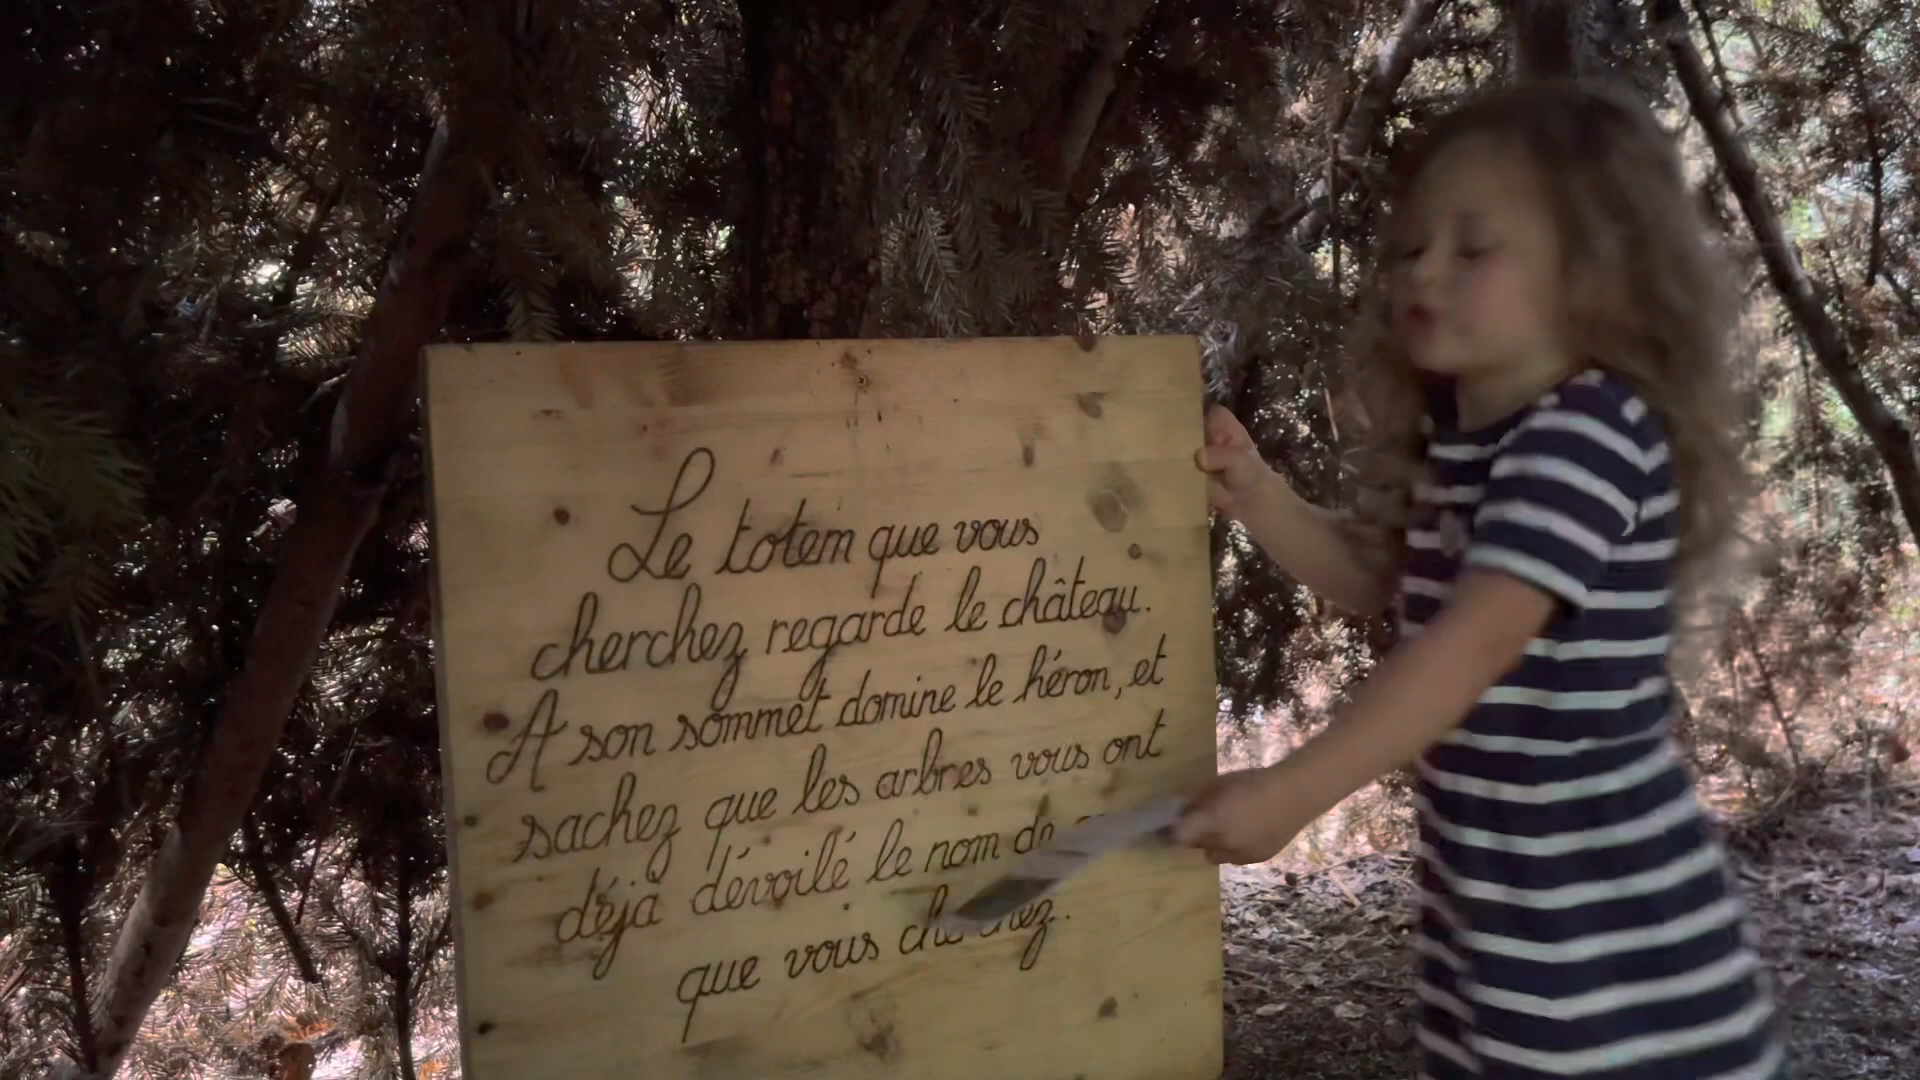 Le totem que vous
cherchez regarde le château.
A son sommet domine le héron, et
sachez que les arbres vous ont
déjà dévoilé le nom de
que vous cherchez.